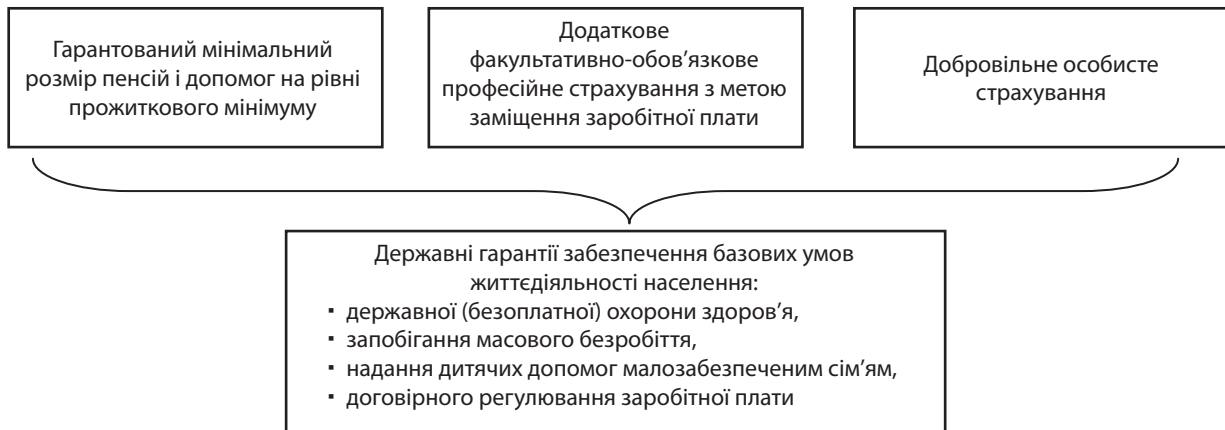 Гарантований мінімальний
розмір пенсій і допомог на рівні
прожиткового мінімуму
Додаткове
факультативно-обов’язкове
професійне страхування з метою
заміщення заробітної плати
Добровільне особисте
страхування
Державні гарантії забезпечення базових умов
життєдіяльності населення:
▪ державної (безоплатної) охорони здоров’я,
▪ запобігання масового безробіття,
▪ надання дитячих допомог малозабезпеченим сім’ям,
▪ договірного регулювання заробітної плати